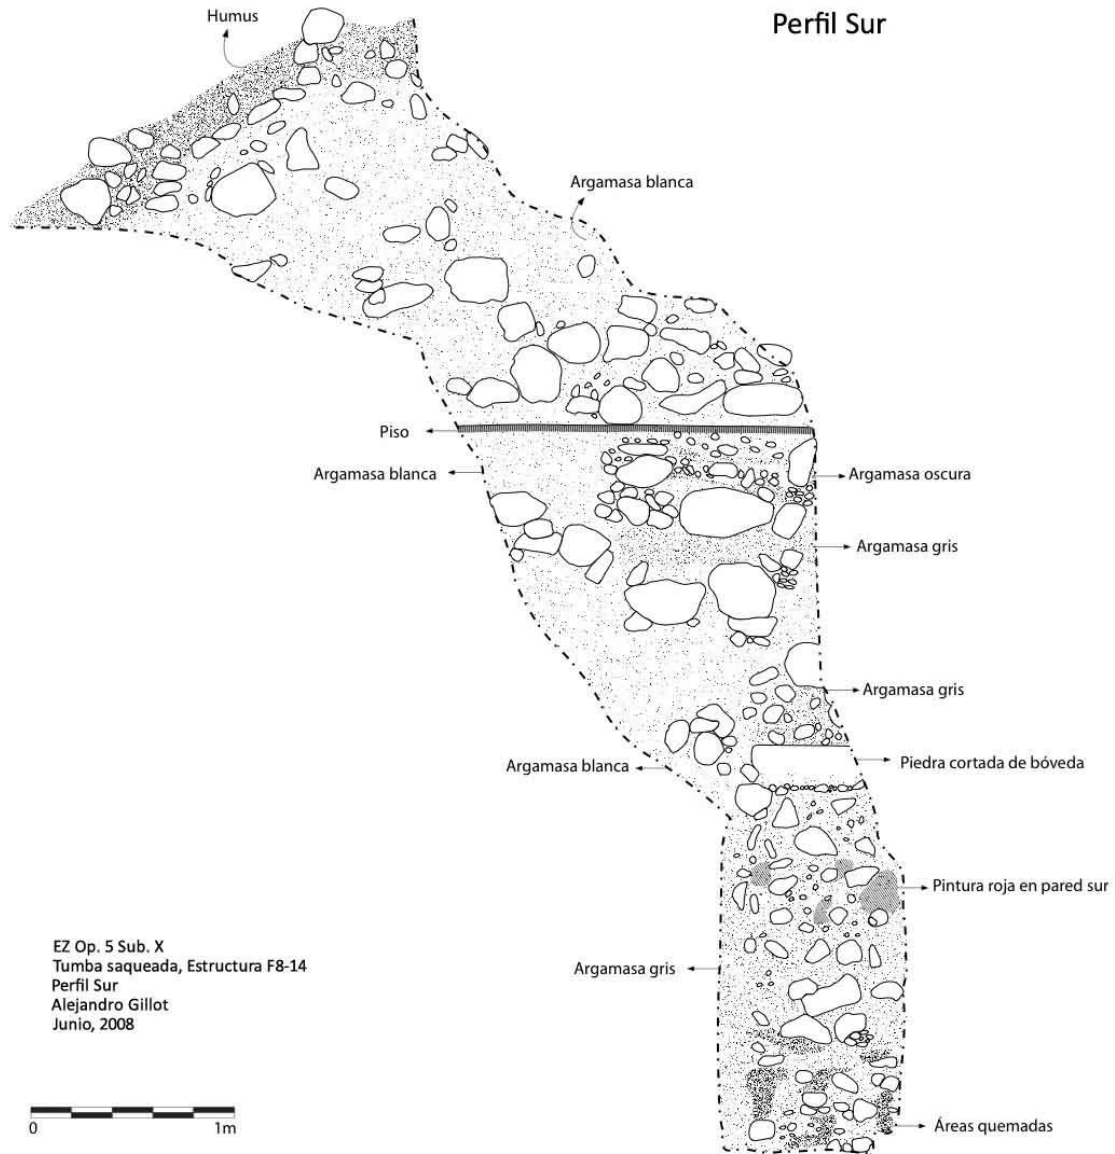 Perfil Sur
Humus
Argamasa blanca
Piso
Argamasa blanca
Argamasa oscura
Argamasa gris
Argamasa gris
Argamasa blanca
Piedra cortada de bóveda
Pintura roja en pared sur
Argamasa gris
Áreas quemadas
EZ Op. 5 Sub. X
Tumba saqueada, Estructura F8-14
Perfil Sur
Alejandro Gillot
Junio, 2008
0 1m